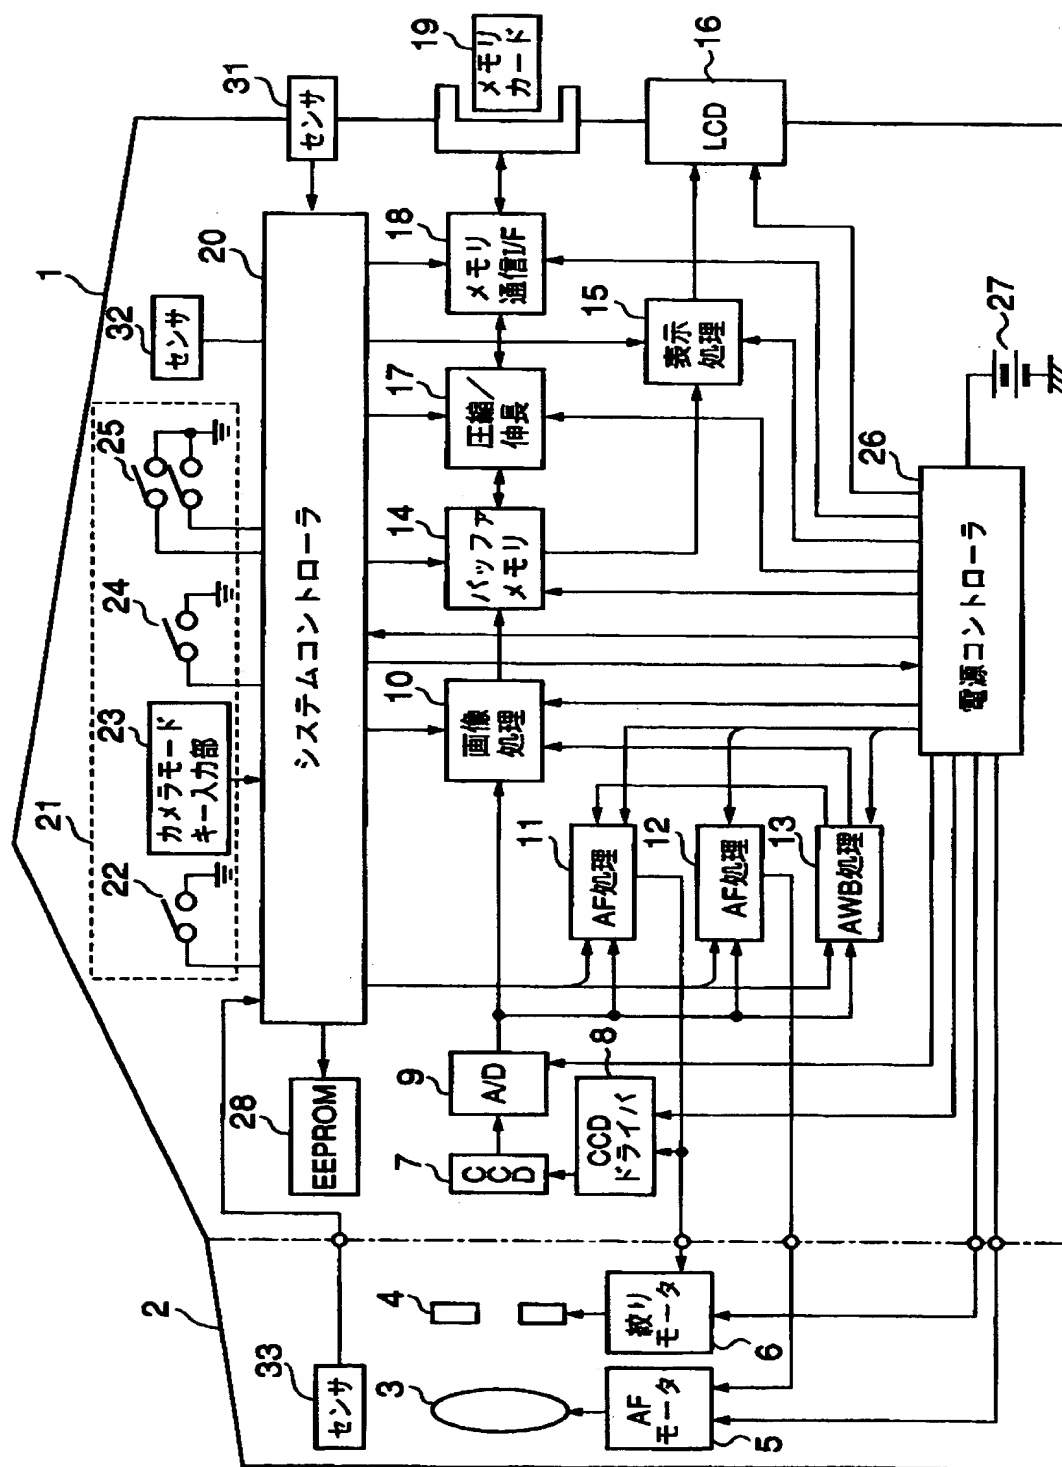 1
2
21
22
23
カメラモード
キー入力部
24
25
32
センサ
31
センサ
33
センサ
28
EEPROM
20
システムコントローラ
3
4
7
CCD
9
A/D
10
画像
処理
14
バッファ
メモリ
17
圧縮/
伸長
18
メモリ
通信I/F
19
メモリ
カード
AF
モータ
5
絞り
モータ
6
8
CCD
ドライバ
11
AF処理
12
AF処理
13
AWB処理
15
表示
処理
16
LCD
26
電源コントローラ
27